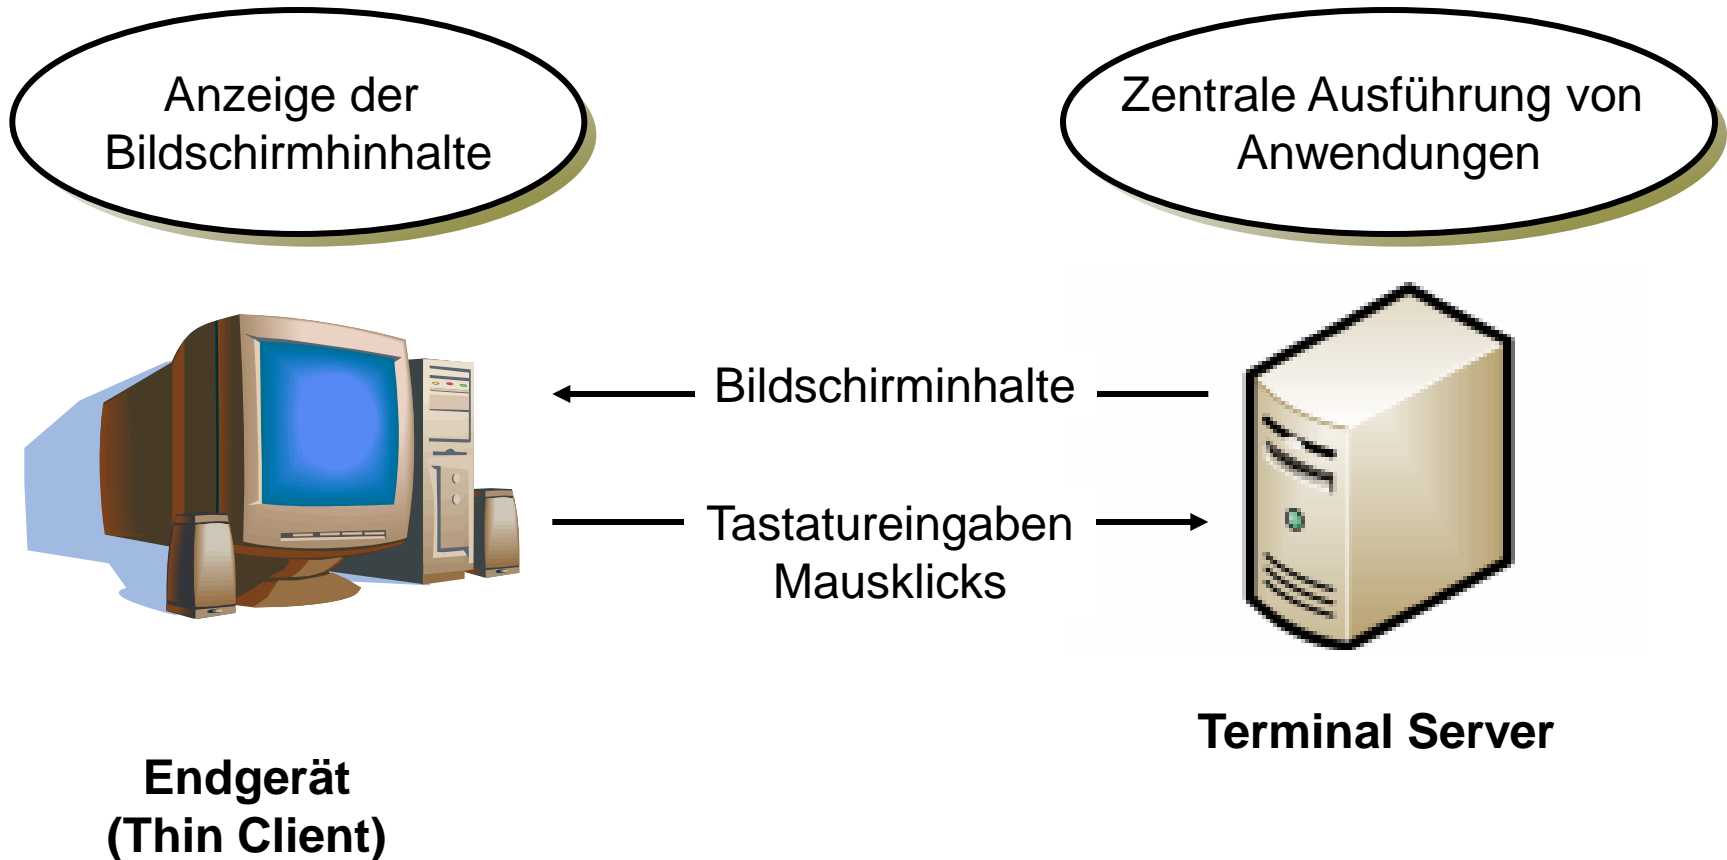 Anzeige der
Bildschirmhinhalte
Zentrale Ausführung von
Anwendungen
Bildschirminhalte
Tastatureingaben
Mausklicks
Terminal Server
Endgerät
(Thin Client)